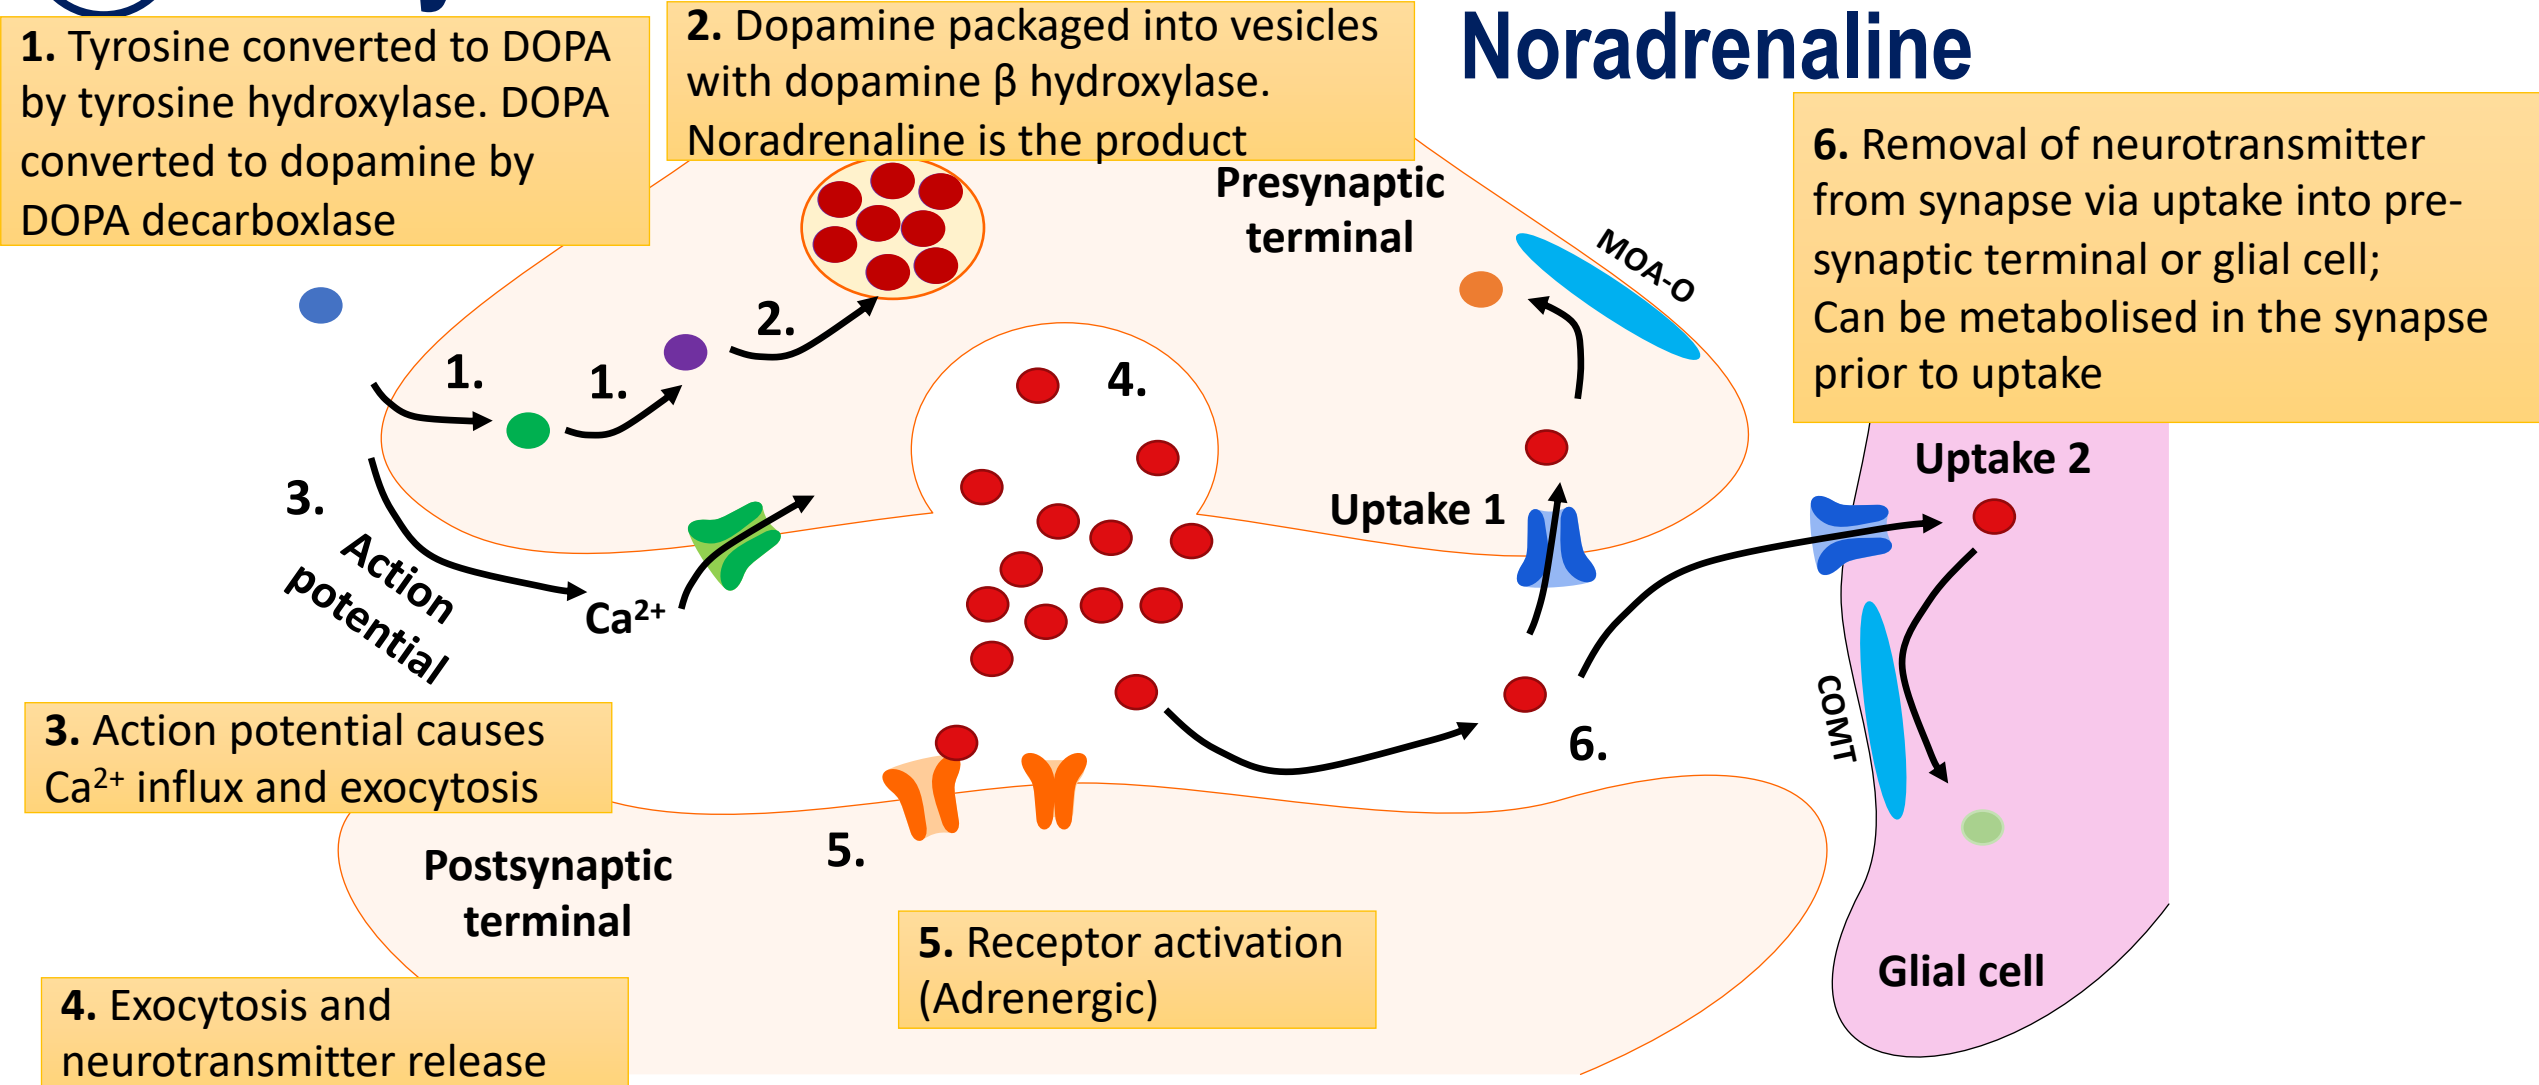 1. Tyrosine converted to DOPA
by tyrosine hydroxylase. DOPA
converted to dopamine by
DOPA decarboxlase
2. Dopamine packaged into vesicles
with dopamine β hydroxylase.
Noradrenaline is the product
Noradrenaline
6. Removal of neurotransmitter
from synapse via uptake into pre-
synaptic terminal or glial cell;
Can be metabolised in the synapse
prior to uptake
Presynaptic
terminal
MOA-O
2.
1.
1.
4.
Uptake 1
Uptake 2
3.
Action
potential
Ca²⁺
COMT
6.
3. Action potential causes
Ca²⁺ influx and exocytosis
5.
Postsynaptic
terminal
5. Receptor activation
(Adrenergic)
Glial cell
4. Exocytosis and
neurotransmitter release